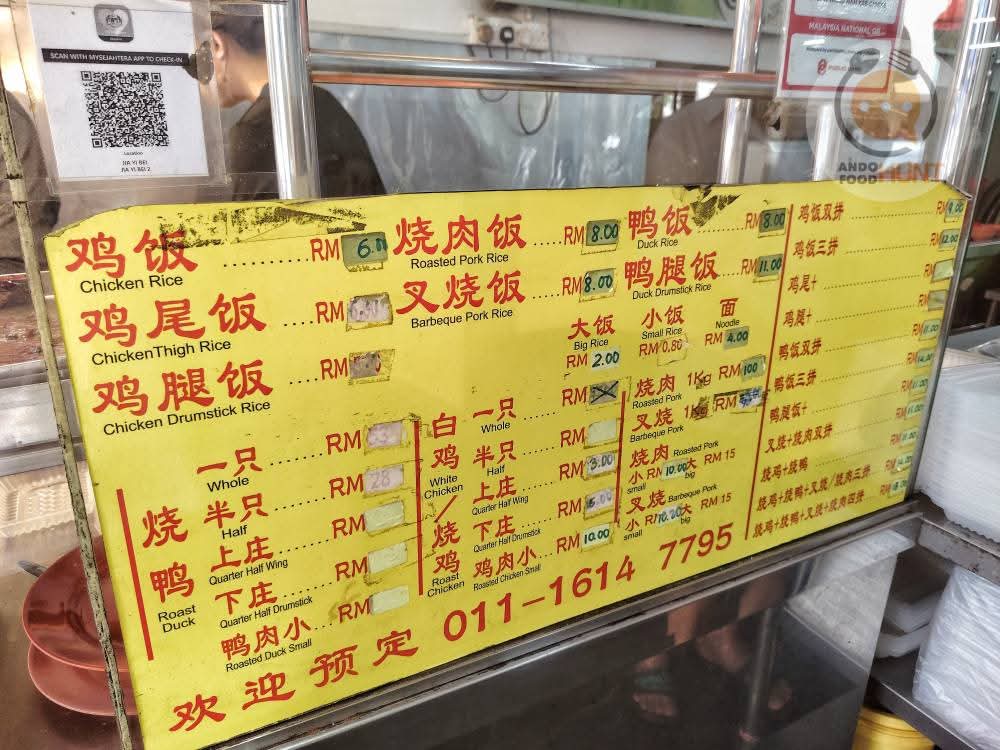 SCAN WITH MYSEJAHTERA APP TO CHECK-IN
Location
JIA YI BEI
JIA YI BEI 2
MALAYSIA NATIONAL QR
ANDO
FOOD HUNT
鸡饭 RM 6.00
Chicken Rice
鸡尾饭 RM
ChickenThigh Rice
鸡腿饭 RM
Chicken Drumstick Rice
烧肉饭 RM 8.00
Roasted Pork Rice
叉烧饭 RM 8.00
Barbeque Pork Rice
鸭饭 RM 8.00
Duck Rice
鸭腿饭 RM 11.00
Duck Drumstick Rice
大饭 小饭 面
Big Rice Small Rice Noodle
RM 2.00 RM 0.80 RM 4.00
烧鸭
Roast Duck
一只 RM
Whole
半只 RM 28
Half
上庄 RM
Quarter Half Wing
下庄 RM
Quarter Half Drumstick
鸭肉小 RM
Roasted Duck Small
白鸡/烧鸡
White Chicken
Roast Chicken
一只 RM
Whole
半只 RM
Half
上庄 RM
Quarter Half Wing
下庄 RM
Quarter Half Drumstick
鸡肉小 RM 10.00
Roasted Chicken Small
烧肉 1Kg RM 100
Roasted Pork
叉烧 1Kg RM
Barbeque Pork
烧肉 Roasted Pork
小 RM 10.00 大 RM 15
small big
叉烧 Barbeque Pork
小 RM 10.00 大 RM 15
small big
鸡饭双拼 RM 9.00
鸡饭三拼 RM 12.00
鸡尾+
鸡腿+
鸭饭双拼 RM
鸭饭三拼 RM
鸭腿饭+ RM
叉烧+烧肉双拼 RM
烧鸡+烧鸭 RM
烧鸡+烧鸭+叉烧/烧肉三拼 RM
烧鸡+烧鸭+叉烧+烧肉四拼 RM
欢迎预定 011-1614 7795